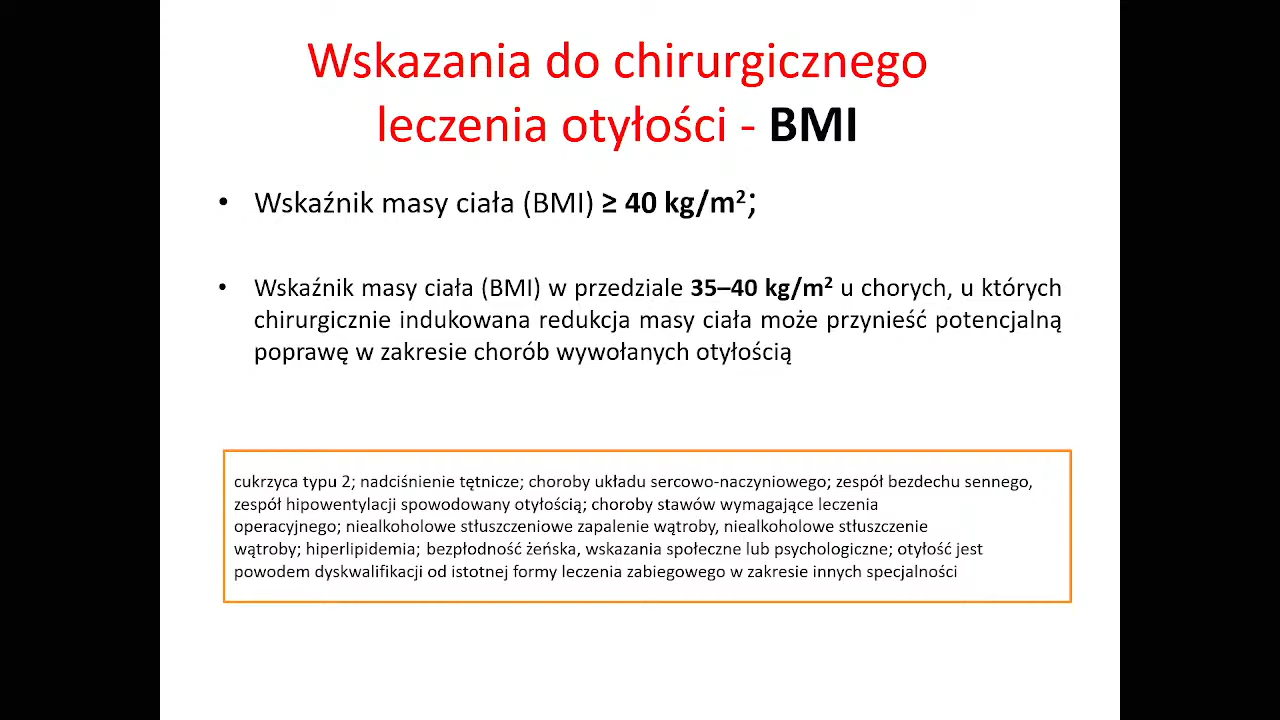 Wskazania do chirurgicznego
leczenia otyłości - BMI
• Wskaźnik masy ciała (BMI) ≥ 40 kg/m²;
• Wskaźnik masy ciała (BMI) w przedziale 35–40 kg/m² u chorych, u których
chirurgicznie indukowana redukcja masy ciała może przynieść potencjalną
poprawę w zakresie chorób wywołanych otyłością
cukrzyca typu 2; nadciśnienie tętnicze; choroby układu sercowo-naczyniowego; zespół bezdechu sennego,
zespół hipowentylacji spowodowany otyłością; choroby stawów wymagające leczenia
operacyjnego; niealkoholowe stłuszczeniowe zapalenie wątroby, niealkoholowe stłuszczenie
wątroby; hiperlipidemia; bezpłodność żeńska, wskazania społeczne lub psychologiczne; otyłość jest
powodem dyskwalifikacji od istotnej formy leczenia zabiegowego w zakresie innych specjalności